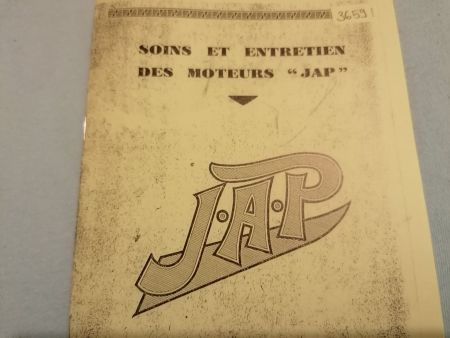 3659!
SOINS ET ENTRETIEN
DES MOTEURS “JAP”
J.A.P